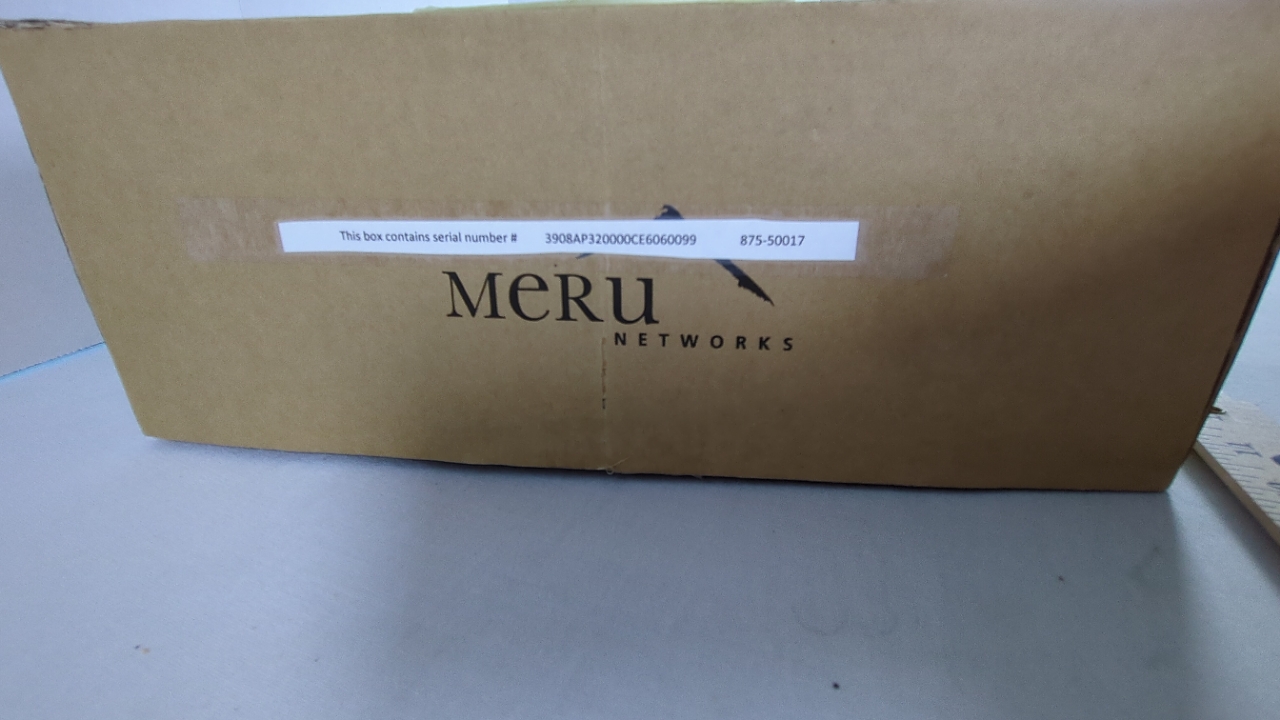 This box contains serial number # 3908AP320000CE6060099 875-50017
MeRu
NETWORKS